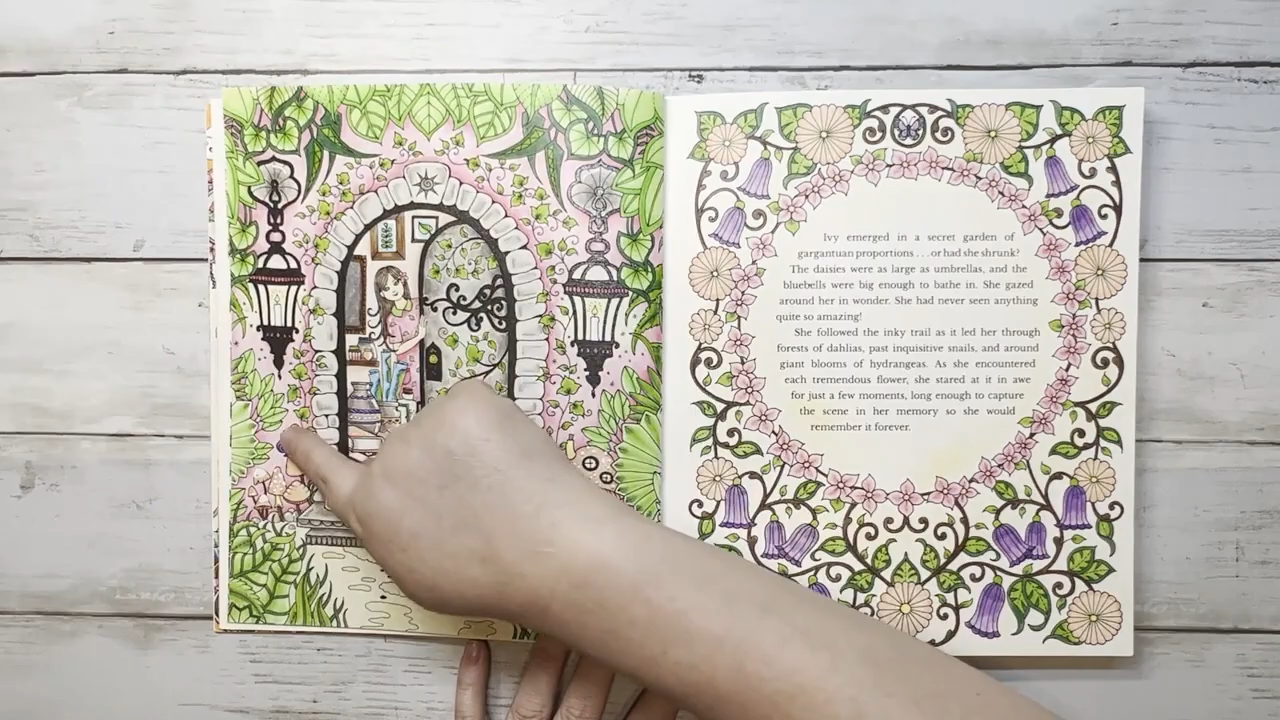 Ivy emerged in a secret garden of
gargantuan proportions . . . or had she shrunk?
The daisies were as large as umbrellas, and the
bluebells were big enough to bathe in. She gazed
around her in wonder. She had never seen anything
quite so amazing!
She followed the inky trail as it led her through
forests of dahlias, past inquisitive snails, and around
giant blooms of hydrangeas. As she encountered
each tremendous flower, she stared at it in awe
for just a few moments, long enough to capture
the scene in her memory so she would
remember it forever.